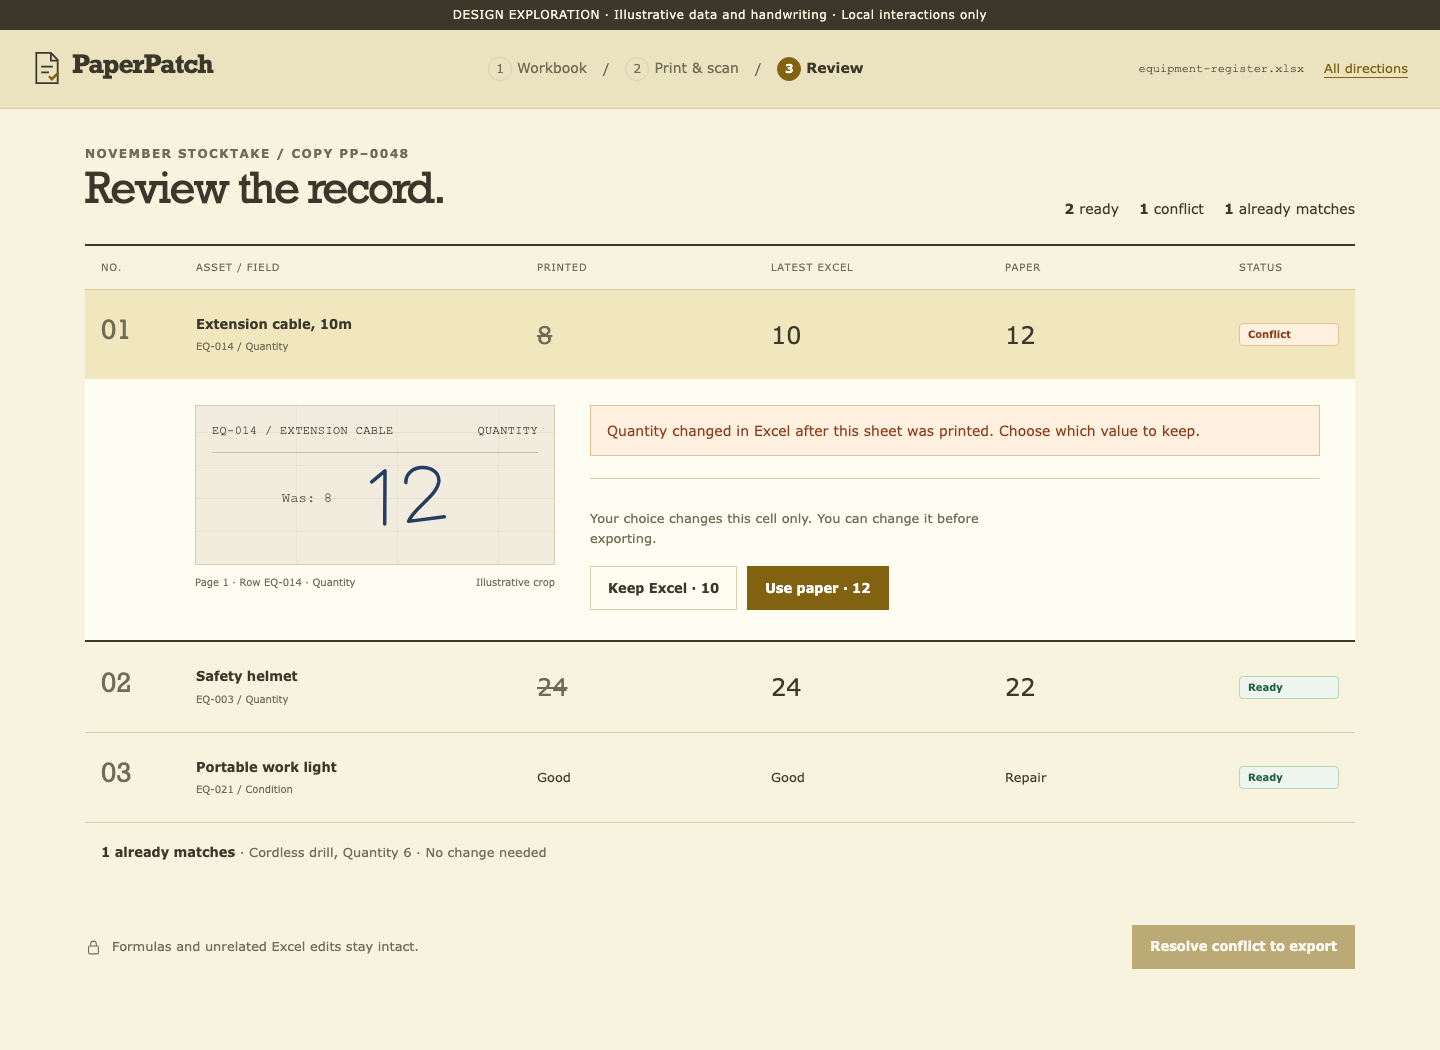 DESIGN EXPLORATION · Illustrative data and handwriting · Local interactions only
PaperPatch
1 Workbook / 2 Print & scan / 3 Review
equipment-register.xlsx All directions
NOVEMBER STOCKTAKE / COPY PP-0048
Review the record.
2 ready 1 conflict 1 already matches
NO. ASSET / FIELD PRINTED LATEST EXCEL PAPER STATUS
01 Extension cable, 10m 8 10 12 Conflict
EQ-014 / Quantity
EQ-014 / EXTENSION CABLE QUANTITY
Was: 8 12
Page 1 · Row EQ-014 · Quantity Illustrative crop
Quantity changed in Excel after this sheet was printed. Choose which value to keep.
Your choice changes this cell only. You can change it before
exporting.
Keep Excel · 10 Use paper · 12
02 Safety helmet 24 24 22 Ready
EQ-003 / Quantity
03 Portable work light Good Good Repair Ready
EQ-021 / Condition
1 already matches · Cordless drill, Quantity 6 · No change needed
Formulas and unrelated Excel edits stay intact.
Resolve conflict to export